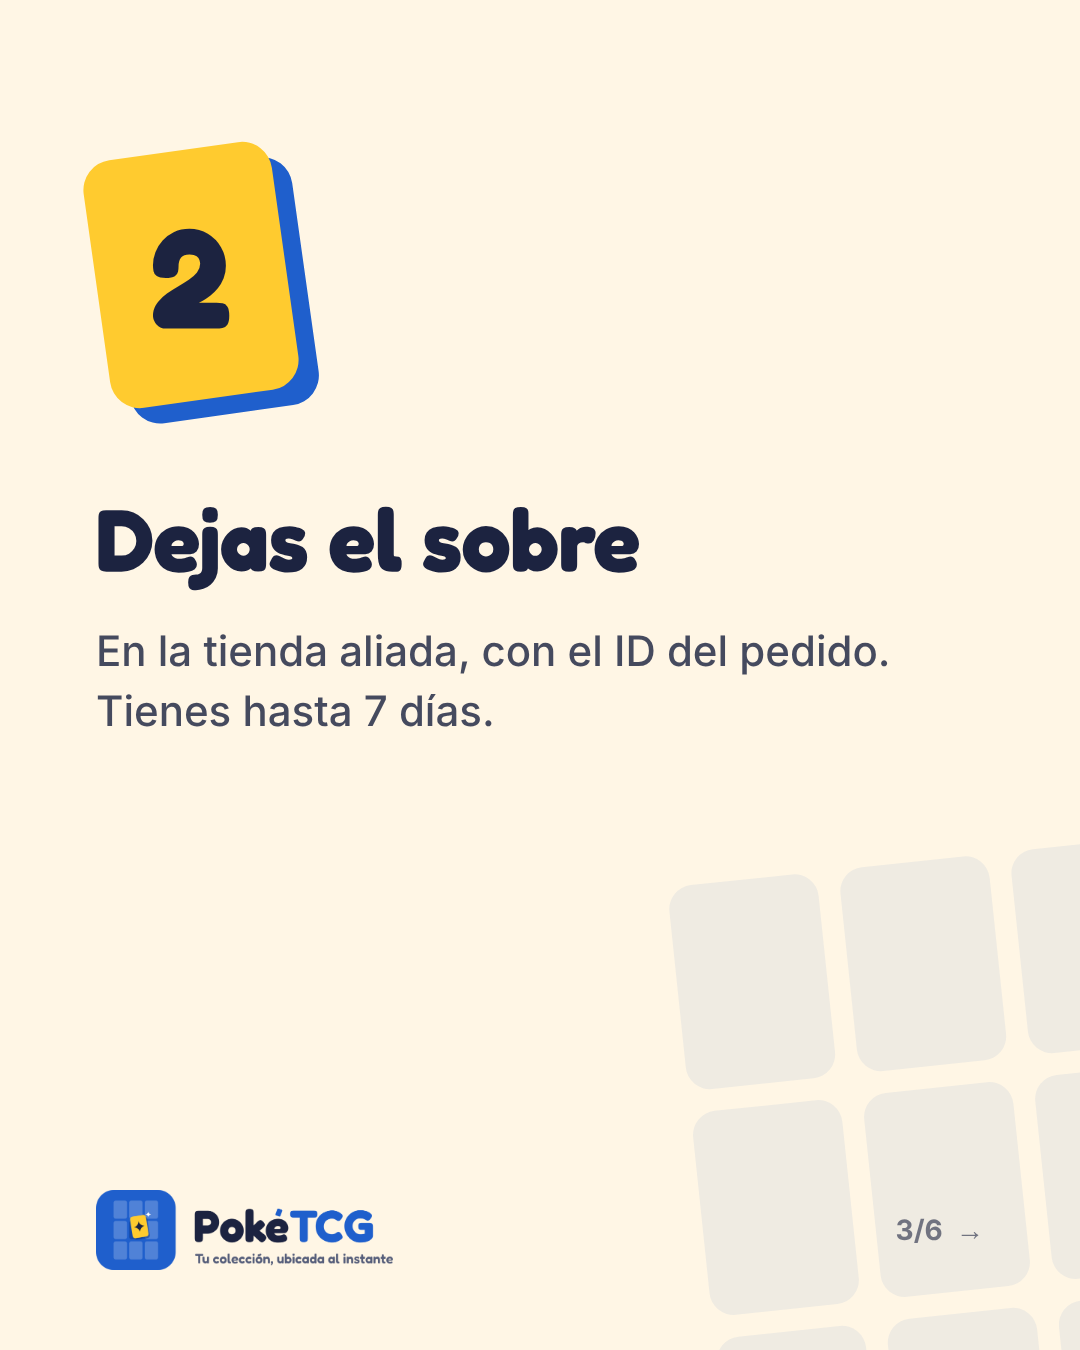 2
Dejas el sobre
En la tienda aliada, con el ID del pedido.
Tienes hasta 7 días.
PokéTCG
Tu colección, ubicada al instante
3/6 →